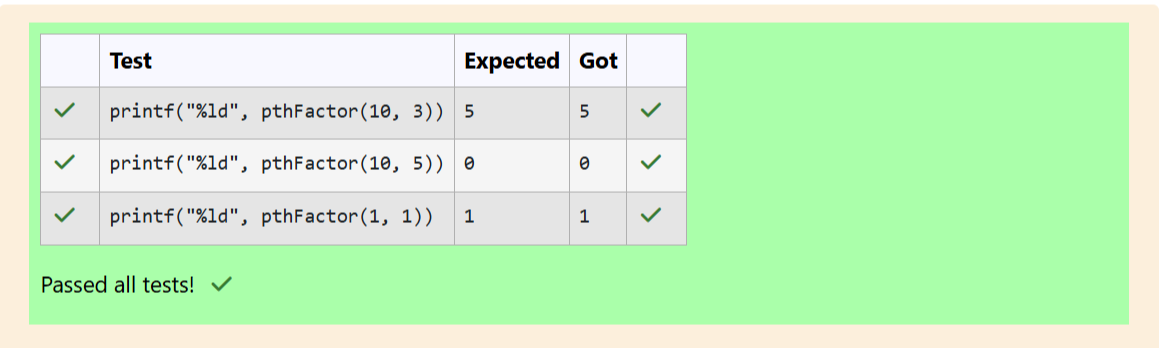 Test Expected Got
printf("%ld", pthFactor(10, 3)) 5 5
printf("%ld", pthFactor(10, 5)) 0 0
printf("%ld", pthFactor(1, 1)) 1 1
Passed all tests!